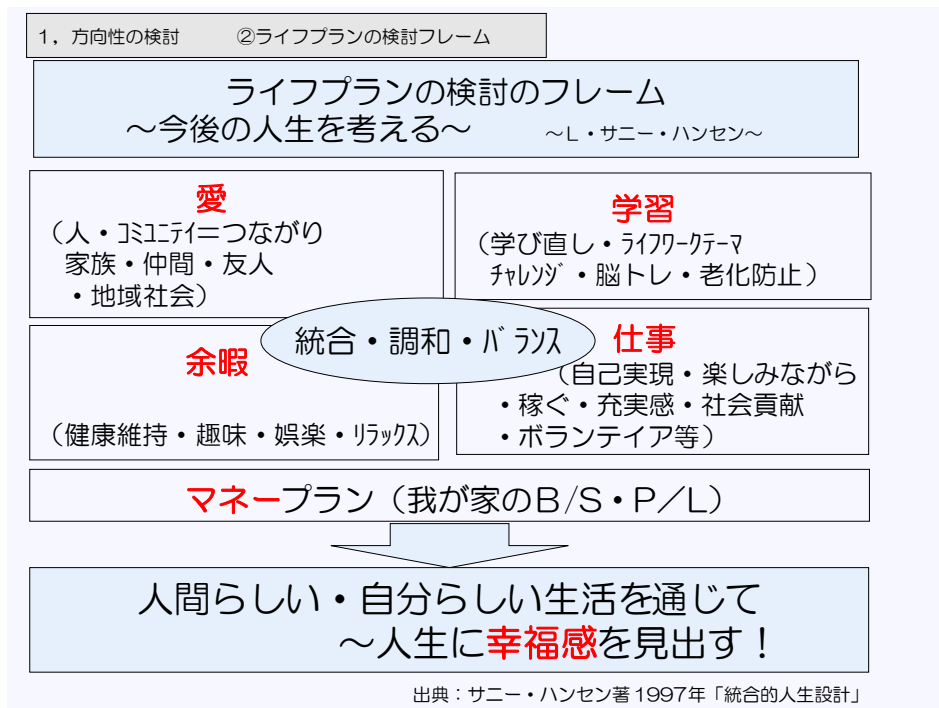 1，方向性の検討　　　②ライフプランの検討フレーム
ライフプランの検討のフレーム
～今後の人生を考える～　　～Ｌ・サニー・ハンセン～
愛
（人・ｺﾐｭﾆﾃｲ＝つながり
家族・仲間・友人
・地域社会）
学習
（学び直し・ﾗｲﾌﾜｰｸﾃｰﾏ
ﾁｬﾚﾝｼﾞ・脳トレ・老化防止）
統合・調和・ﾊﾞﾗﾝｽ
余暇
（健康維持・趣味・娯楽・ﾘﾗｯｸｽ）
仕事
（自己実現・楽しみながら
・稼ぐ・充実感・社会貢献
・ボランテイア等）
マネープラン（我が家のＢ/Ｓ・Ｐ／Ｌ）
人間らしい・自分らしい生活を通じて
～人生に幸福感を見出す！
出典：サニー・ハンセン著1997年「統合的人生設計」